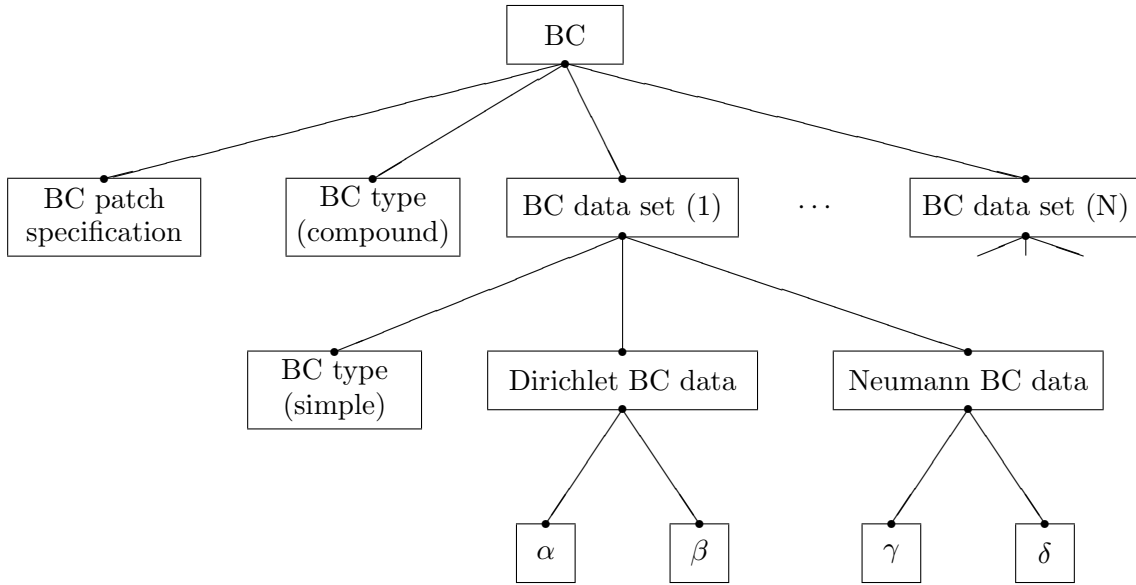 BC
BC patch
specification
BC type
(compound)
BC data set (1)
· · ·
BC data set (N)
BC type
(simple)
Dirichlet BC data
Neumann BC data
α
β
γ
δ